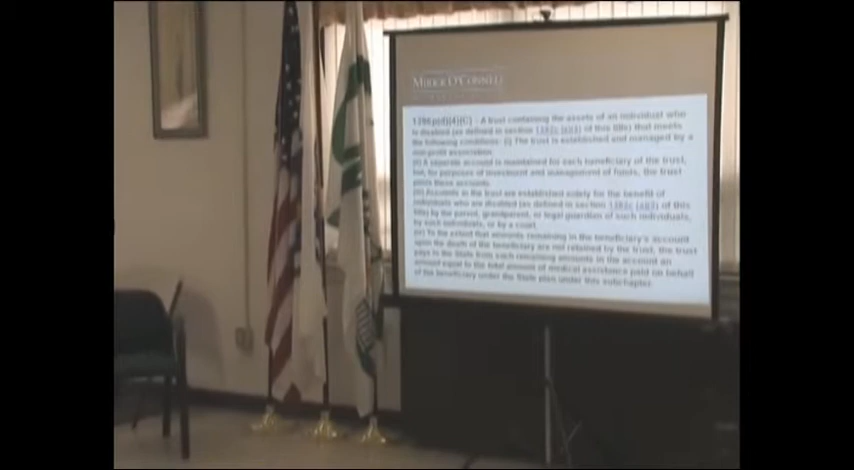 MIRICK O'CONNELL
1396p(d)(4)(C) - A trust containing the assets of an individual who
is disabled (as defined in section 1382c (a)(3) of this title) that meets
the following conditions: (i) The trust is established and managed by a
non-profit association.
(ii) A separate account is maintained for each beneficiary of the trust,
but, for purposes of investment and management of funds, the trust
pools these accounts.
(iii) Accounts in the trust are established solely for the benefit of
individuals who are disabled (as defined in section 1382c (a)(3) of this
title) by the parent, grandparent, or legal guardian of such individuals,
by such individuals, or by a court.
(iv) To the extent that amounts remaining in the beneficiary's account
upon the death of the beneficiary are not retained by the trust, the trust
pays to the State from such remaining amounts in the account an
amount equal to the total amount of medical assistance paid on behalf
of the beneficiary under the State plan under this subchapter.